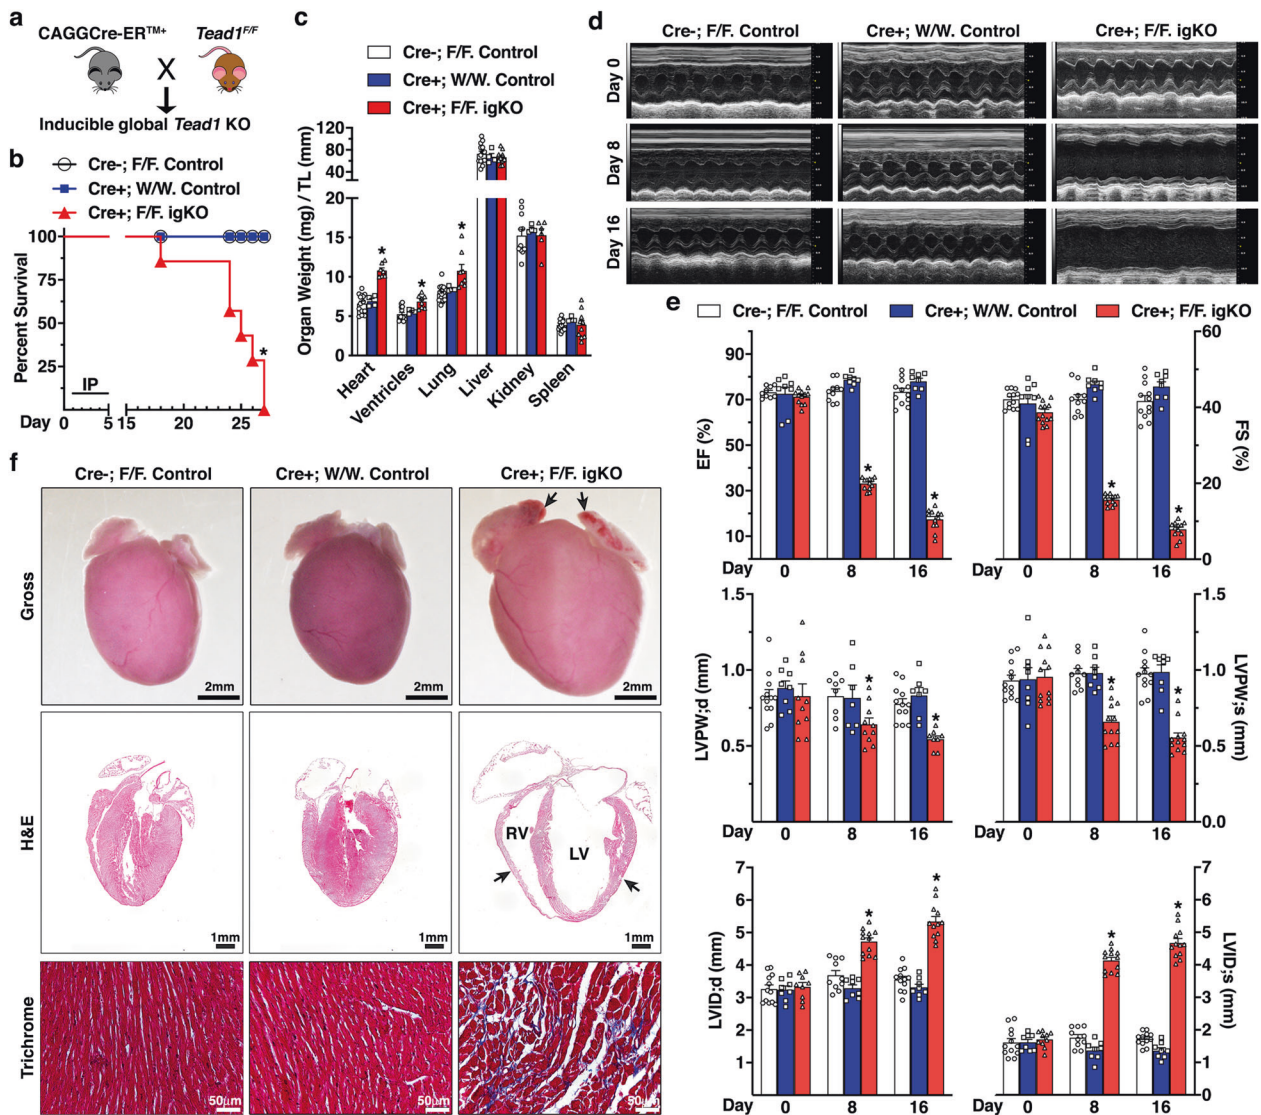 a
CAGGCre-ERTM+ Tead1F/F
X
Inducible global Tead1 KO
b
Cre-; F/F. Control
Cre+; W/W. Control
Cre+; F/F. igKO
Percent Survival
100
75
50
25
*
IP
Day 0 5 15 20 25
c
Cre-; F/F. Control
Cre+; W/W. Control
Cre+; F/F. igKO
Organ Weight (mg) / TL (mm)
120
80
40
20
15
10
5
0
* * *
Heart Ventricles Lung Liver Kidney Spleen
d
Cre-; F/F. Control Cre+; W/W. Control Cre+; F/F. igKO
Day 0
Day 8
Day 16
e
Cre-; F/F. Control Cre+; W/W. Control Cre+; F/F. igKO
EF (%)
90
70
50
30
10
* *
Day 0 8 16
FS (%)
60
40
20
0
* *
Day 0 8 16
LVPW;d (mm)
1.5
1.0
0.5
* *
Day 0 8 16
LVPW;s (mm)
1.5
1.0
0.5
0.0
* *
Day 0 8 16
LVID;d (mm)
7
6
5
4
3
2
1
* *
Day 0 8 16
LVID;s (mm)
7
6
5
4
3
2
1
0
* *
Day 0 8 16
f
Cre-; F/F. Control Cre+; W/W. Control Cre+; F/F. igKO
Gross
2mm 2mm 2mm
H&E
RV LV
1mm 1mm 1mm
Trichrome
50μm 50μm 50μm